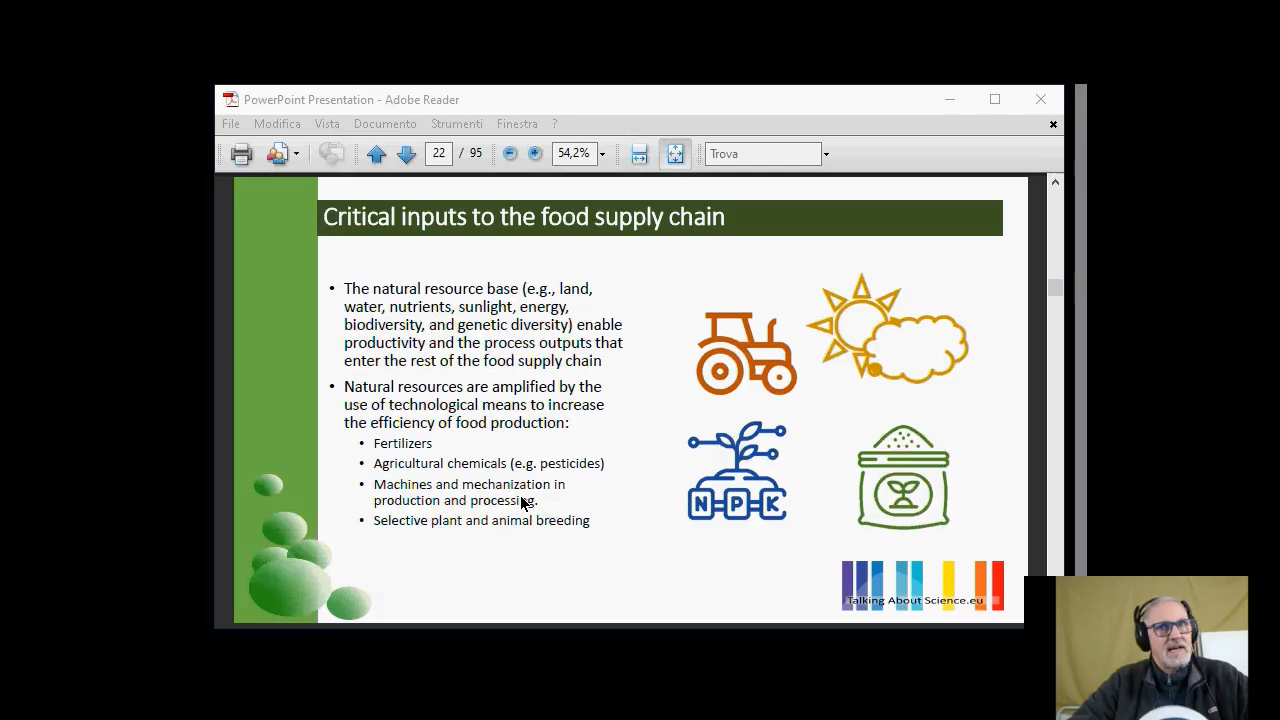 PowerPoint Presentation - Adobe Reader
File Modifica Vista Documento Strumenti Finestra ?
22 / 95 54,2% Trova
Critical inputs to the food supply chain
• The natural resource base (e.g., land,
water, nutrients, sunlight, energy,
biodiversity, and genetic diversity) enable
productivity and the process outputs that
enter the rest of the food supply chain
• Natural resources are amplified by the
use of technological means to increase
the efficiency of food production:
• Fertilizers
• Agricultural chemicals (e.g. pesticides)
• Machines and mechanization in
production and processing.
• Selective plant and animal breeding
N P K
Talking About Science.eu